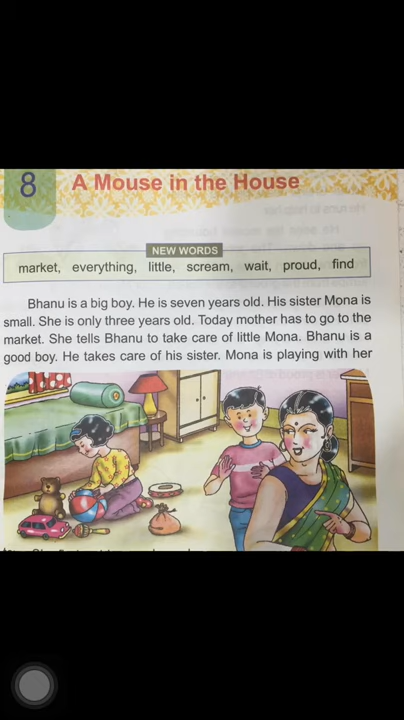 8 A Mouse in the House
NEW WORDS
market, everything, little, scream, wait, proud, find
Bhanu is a big boy. He is seven years old. His sister Mona is
small. She is only three years old. Today mother has to go to the
market. She tells Bhanu to take care of little Mona. Bhanu is a
good boy. He takes care of his sister. Mona is playing with her